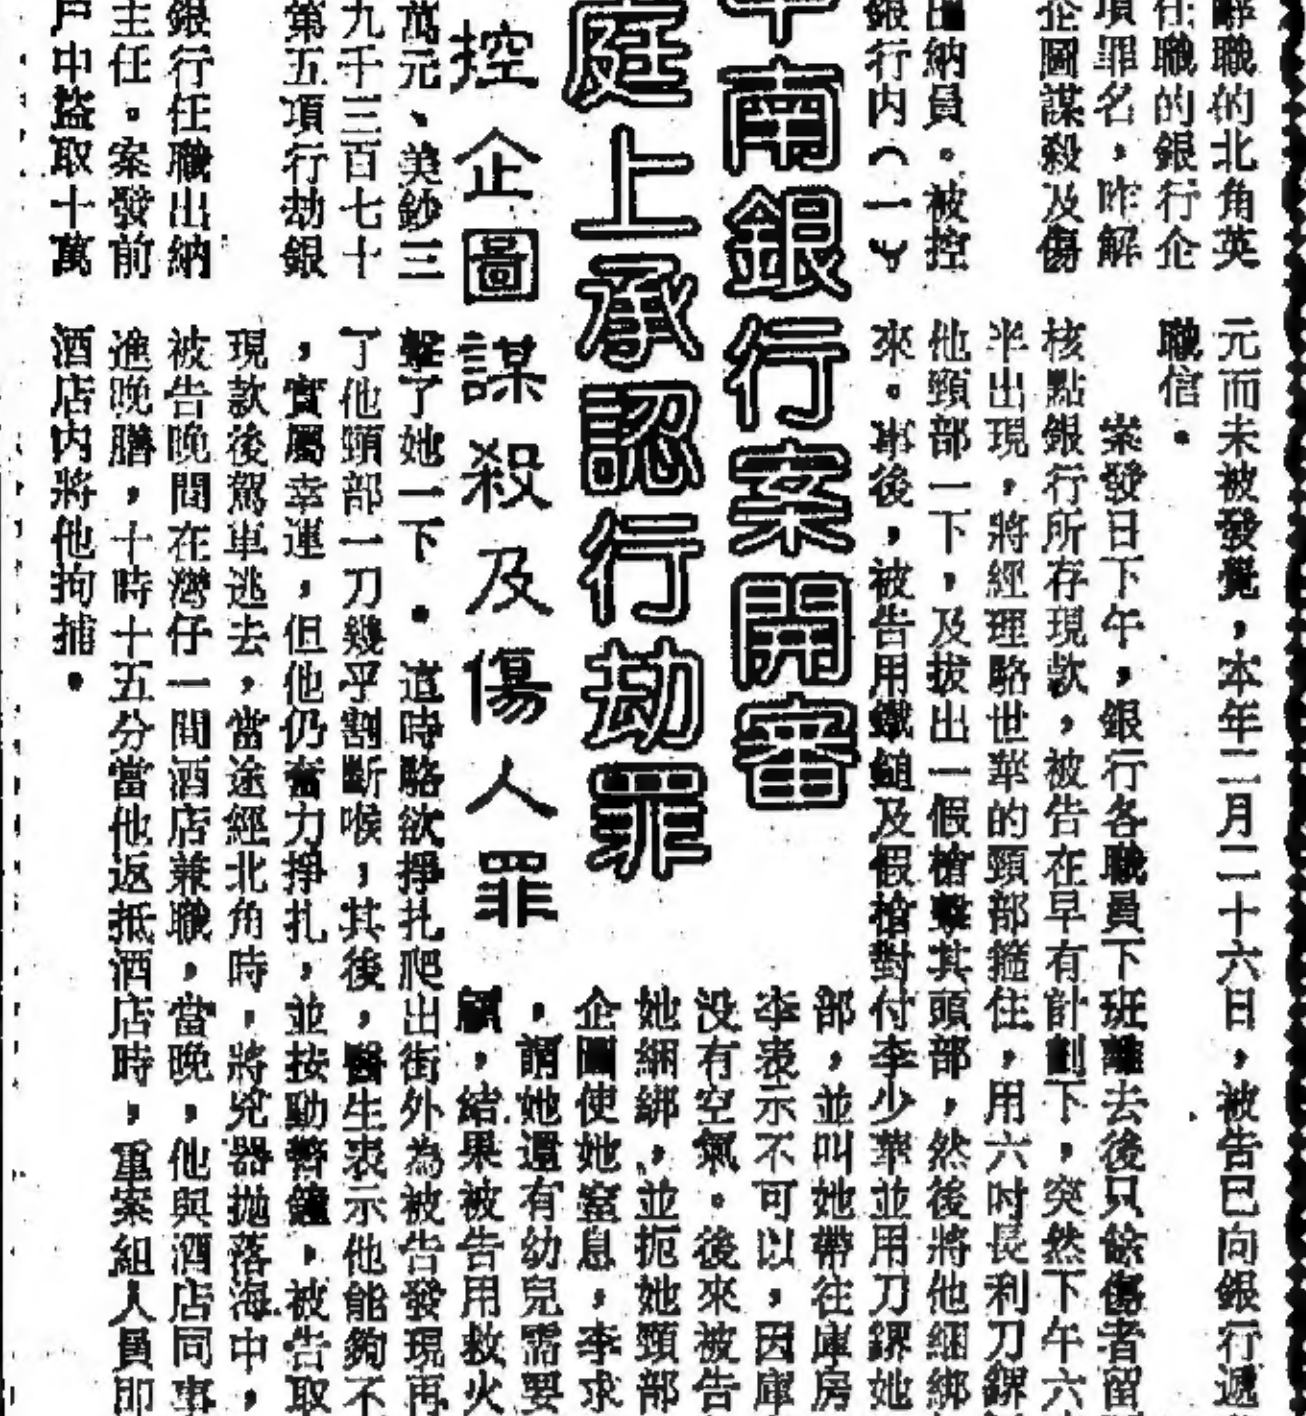 辭職的北角英
任職的銀行企
項罪名，昨解
企圖謀殺及傷
出納員。被控
銀行内（一）
南銀行案開審
庭上承認行劫罪
控企圖謀殺及傷人罪
萬元、美鈔三
九千三百七十
第五項行劫銀
銀行任職出納
主任。案發前
戶中盜取十萬
元而未被發覺，本年二月二十六日，被告已向銀行遞
職信。
案發日下午，銀行各職員下班離去後只餘傷者留
核點銀行所存現款，被告在早有計劃下，突然下午六
半出現，將經理駱世華的頸部箍住，用六吋長利刀鎅
他頸部一下，及拔出一假槍擊其頭部，然後將他綑綁
來。事後，被告用鐵鎚及假槍對付李少華並用刀鎅她
部，並叫她帶往庫房
李表示不可以，因庫
没有空氣。後來被告
她綑綁，並扼她頸部
企圖使她窒息，李求
，謂她還有幼兒需要
顧，結果被告用救火
擊了她一下。這時駱欲掙扎爬出街外為被告發現再
了他頸部一刀幾乎割斷喉；其後，醫生表示他能夠不
，實屬幸運，但他仍奮力掙扎，並按動警鐘，被告取
現款後駕車逃去，當途經北角時，將兇器拋落海中，
被告晚間在灣仔一間酒店兼職，當晚，他與酒店同事
進晚膳，十時十五分當他返抵酒店時，重案組人員即
酒店内將他拘捕。